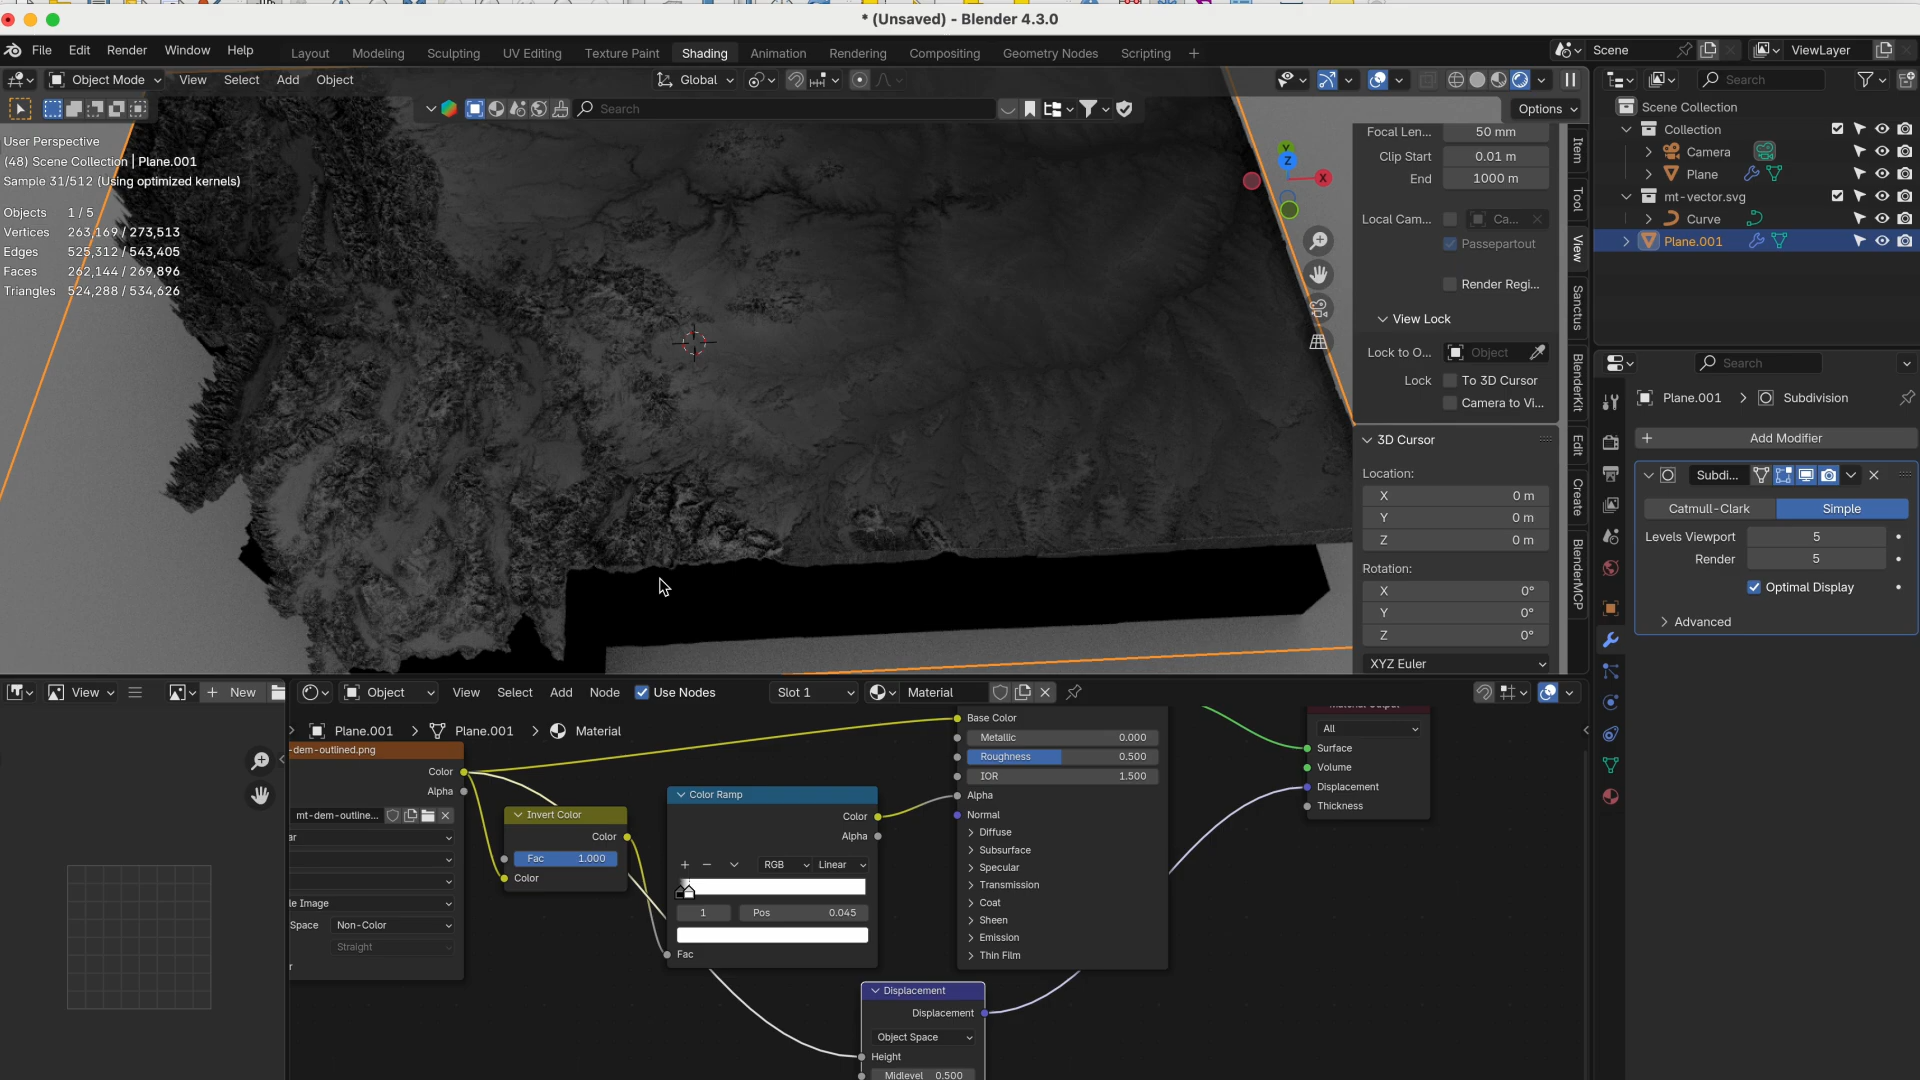 * (Unsaved) - Blender 4.3.0
File Edit Render Window Help
Layout Modeling Sculpting UV Editing Texture Paint Shading Animation Rendering Compositing Geometry Nodes Scripting +
Scene
ViewLayer
Object Mode View Select Add Object
Global
Search
Search
Options
User Perspective
(48) Scene Collection | Plane.001
Sample 31/512 (Using optimized kernels)
Objects 1 / 5
Vertices 263,169 / 273,513
Edges 525,312 / 543,405
Faces 262,144 / 269,896
Triangles 524,288 / 534,626
Y
Z
X
Focal Len... 50 mm
Clip Start 0.01 m
End 1000 m
Local Cam... Ca...
Passepartout
Render Regi...
View Lock
Lock to O... Object
Lock To 3D Cursor
Camera to Vi...
3D Cursor
Location:
X 0 m
Y 0 m
Z 0 m
Rotation:
X 0°
Y 0°
Z 0°
XYZ Euler
Item
Tool
View
Sanctus
BlenderKit
Edit
Create
BlenderMCP
Scene Collection
Collection
Camera
Plane
mt-vector.svg
Curve
Plane.001
Search
Plane.001 Subdivision
+ Add Modifier
Subdi...
Catmull-Clark Simple
Levels Viewport 5
Render 5
Optimal Display
Advanced
View
+ New
Object View Select Add Node Use Nodes Slot 1 Material
Plane.001 Plane.001 Material
-dem-outlined.png
Color
Alpha
mt-dem-outline...
ar
le Image
Space Non-Color
Straight
r
Invert Color
Color
Fac 1.000
Color
Color Ramp
Color
Alpha
RGB Linear
1 Pos 0.045
Fac
Base Color
Metallic 0.000
Roughness 0.500
IOR 1.500
Alpha
Normal
Diffuse
Subsurface
Specular
Transmission
Coat
Sheen
Emission
Thin Film
Displacement
Displacement
Object Space
Height
Midlevel 0.500
All
Surface
Volume
Displacement
Thickness